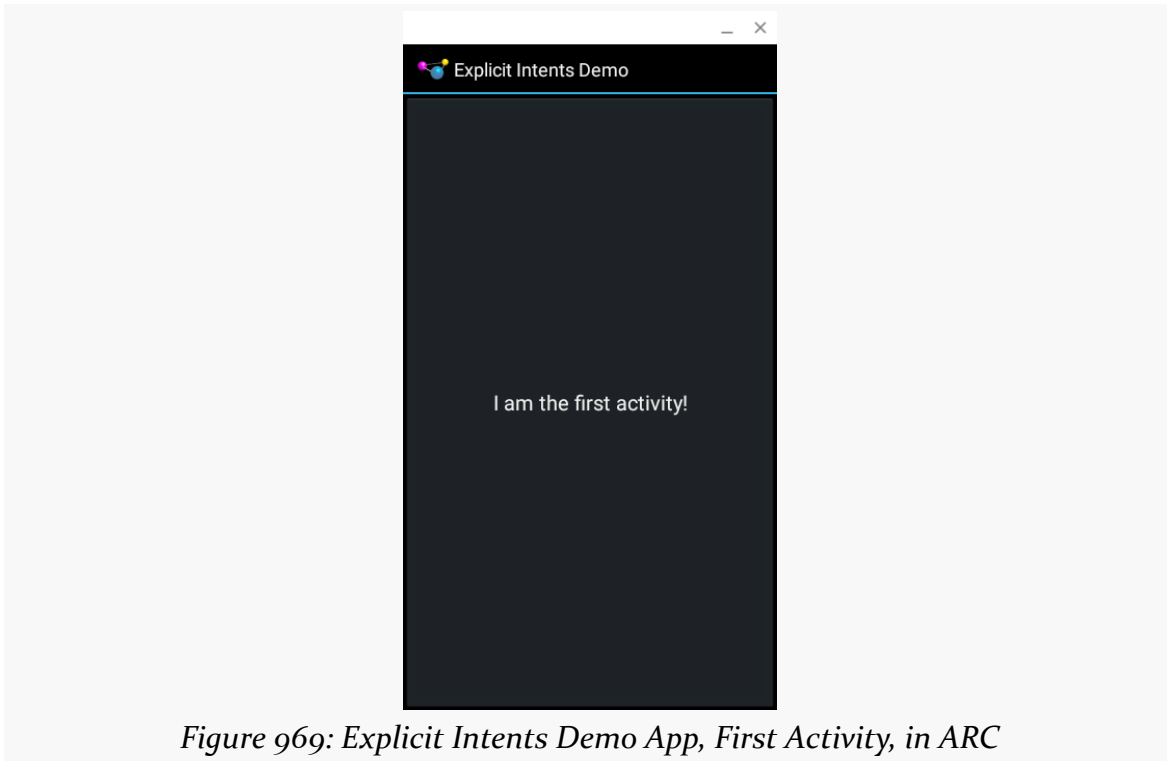 Explicit Intents Demo
I am the first activity!
Figure 969: Explicit Intents Demo App, First Activity, in ARC